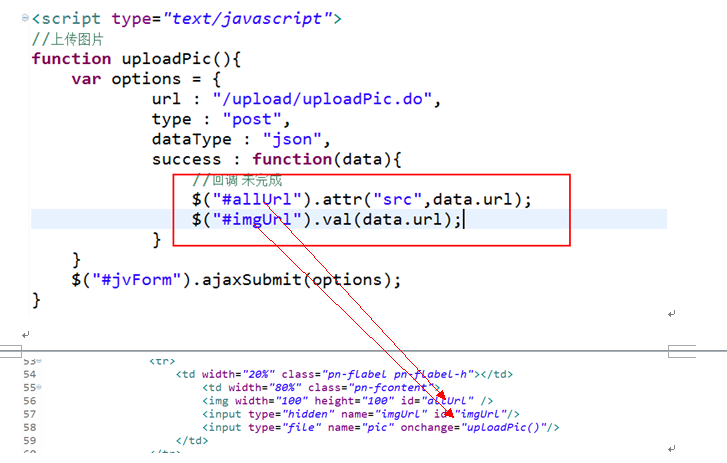 <script type="text/javascript">
//上传图片
function uploadPic(){
var options = {
url : "/upload/uploadPic.do",
type : "post",
dataType : "json",
success : function(data){
//回调 未完成
$("#allUrl").attr("src",data.url);
$("#imgUrl").val(data.url);
}
}
$("#jvForm").ajaxSubmit(options);
}
53 <tr>
54 <td width="20%" class="pn-flabel pn-flabel-h"></td>
55 <td width="80%" class="pn-fcontent">
56 <img width="100" height="100" id="allUrl" />
57 <input type="hidden" name="imgUrl" id="imgUrl"/>
58 <input type="file" name="pic" onchange="uploadPic()"/>
59 </td>
60 </tr>